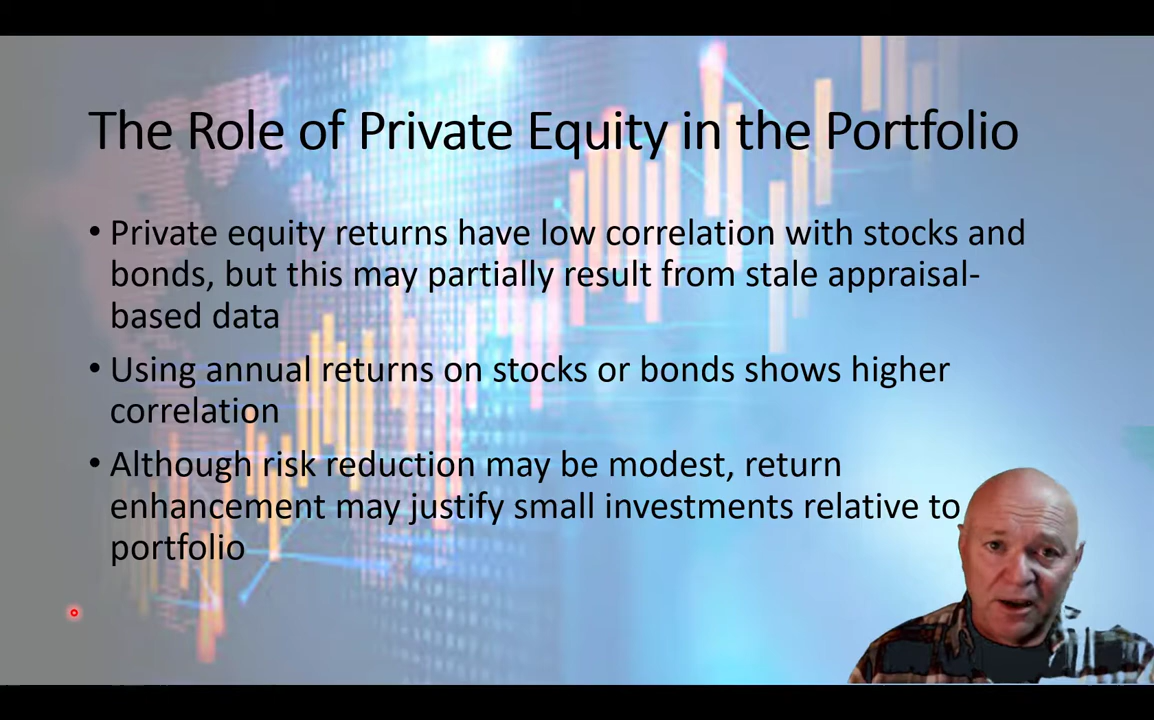 The Role of Private Equity in the Portfolio
• Private equity returns have low correlation with stocks and
bonds, but this may partially result from stale appraisal-
based data
• Using annual returns on stocks or bonds shows higher
correlation
• Although risk reduction may be modest, return
enhancement may justify small investments relative to
portfolio